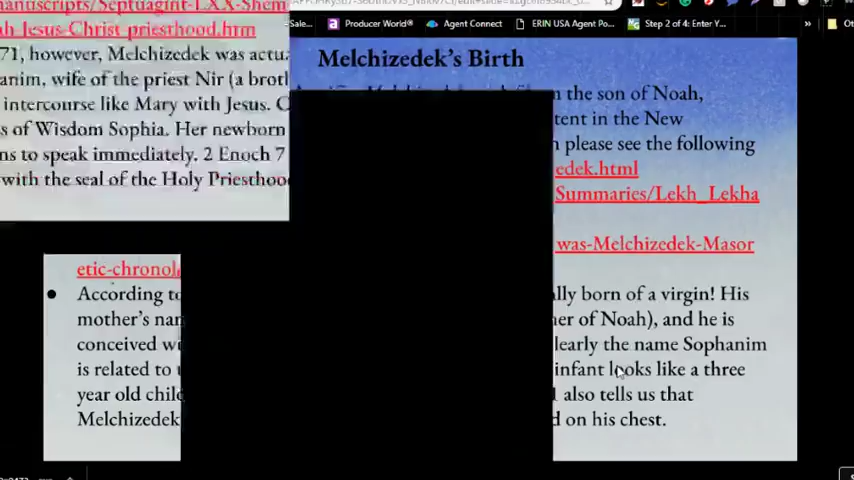 anuscripts/Septuagint-LXX-Shem
ah-Jesus-Christ priesthood.htm
71, however, Melchizedek was actua
anim, wife of the priest Nir (a brot
intercourse like Mary with Jesus. C
s of Wisdom Sophia. Her newborn
ns to speak immediately. 2 Enoch 7
with the seal of the Holy Priesthoo
Sale...
Producer World®
Agent Connect
ERIN USA Agent Po...
Step 2 of 4: Enter Y...
Melchizedek's Birth
m the son of Noah,
tent in the New
please see the following
edek.html
Summaries/Lekh_Lekha
was-Melchizedek-Masor
etic-chronol
● According to
lly born of a virgin! His
mother's nam
er of Noah), and he is
conceived w
learly the name Sophanim
is related to
infant looks like a three
year old chil
also tells us that
Melchizedek
d on his chest.